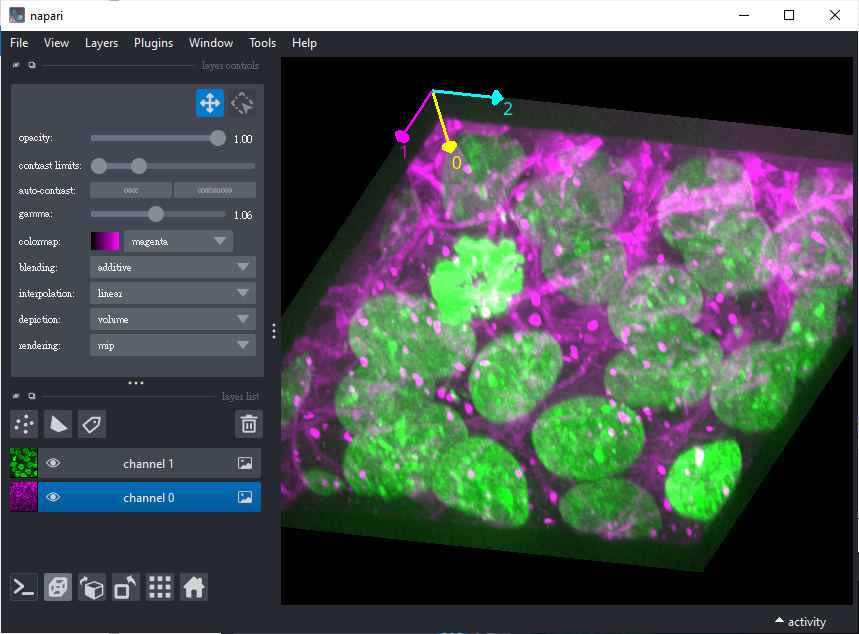 napari
File View Layers Plugins Window Tools Help
layer controls
opacity: 1.00
contrast limits:
auto-contrast: once continuous
gamma: 1.06
colormap: magenta
blending: additive
interpolation: linear
depiction: volume
rendering: mip
layer list
channel 1
channel 0
2
1
0
activity